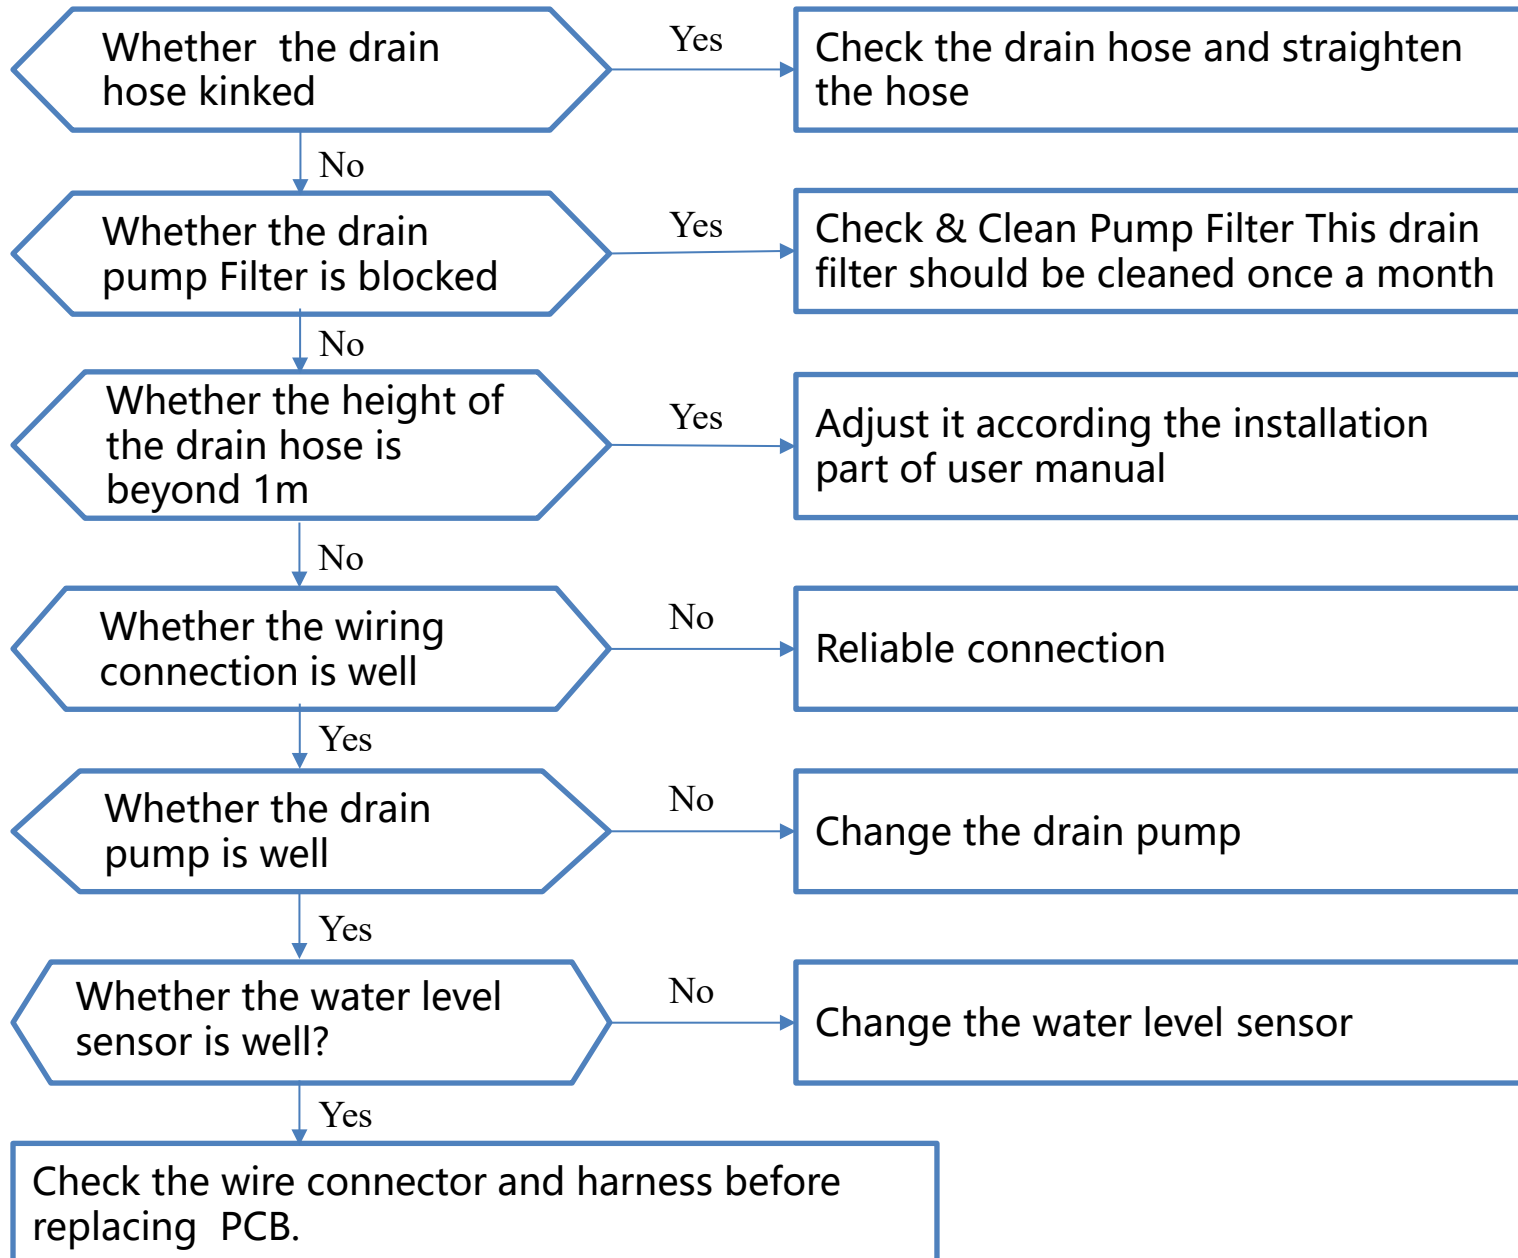 Whether the drain
hose kinked
Yes
Check the drain hose and straighten
the hose
No
Whether the drain
pump Filter is blocked
Yes
Check & Clean Pump Filter This drain
filter should be cleaned once a month
No
Whether the height of
the drain hose is
beyond 1m
Yes
Adjust it according the installation
part of user manual
No
Whether the wiring
connection is well
No
Reliable connection
Yes
Whether the drain
pump is well
No
Change the drain pump
Yes
Whether the water level
sensor is well?
No
Change the water level sensor
Yes
Check the wire connector and harness before
replacing PCB.